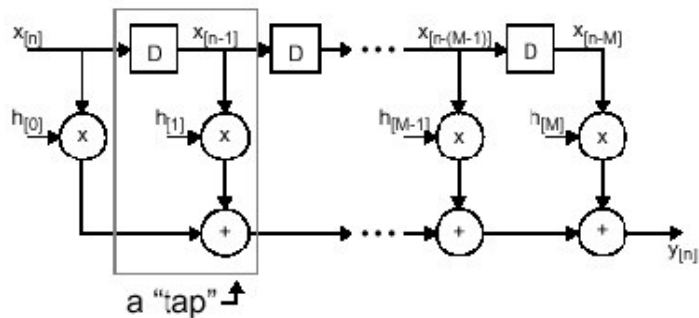 x[n] x[n-1] x[n-(M-1)] x[n-M]
D D D
h[0] h[1] h[M-1] h[M]
x x x x
+ + +
y[n]
a “tap”